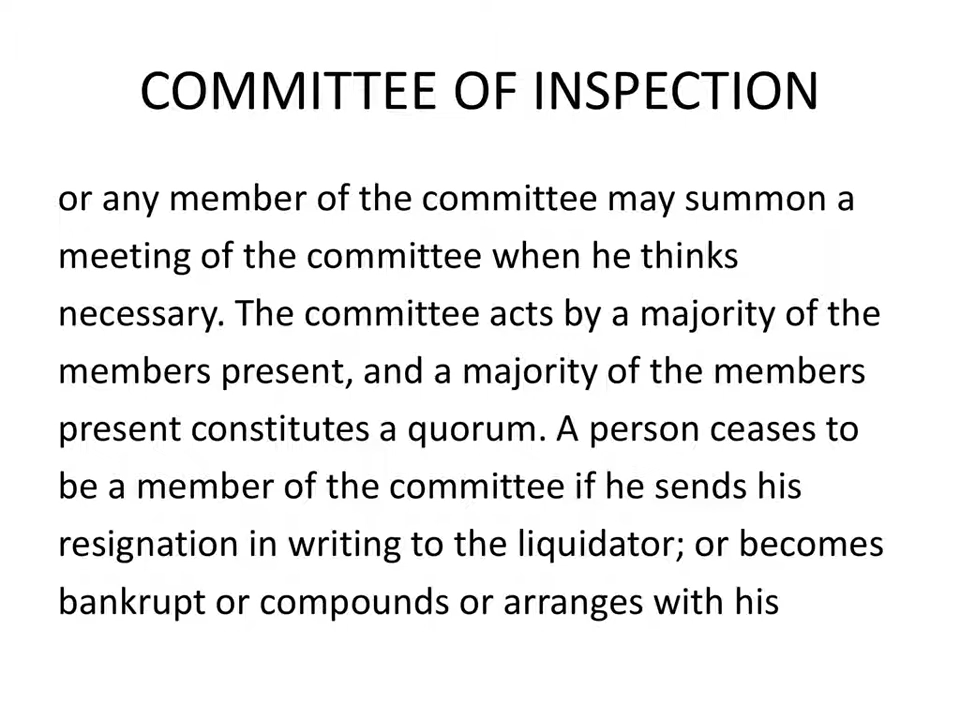 COMMITTEE OF INSPECTION
or any member of the committee may summon a
meeting of the committee when he thinks
necessary. The committee acts by a majority of the
members present, and a majority of the members
present constitutes a quorum. A person ceases to
be a member of the committee if he sends his
resignation in writing to the liquidator; or becomes
bankrupt or compounds or arranges with his